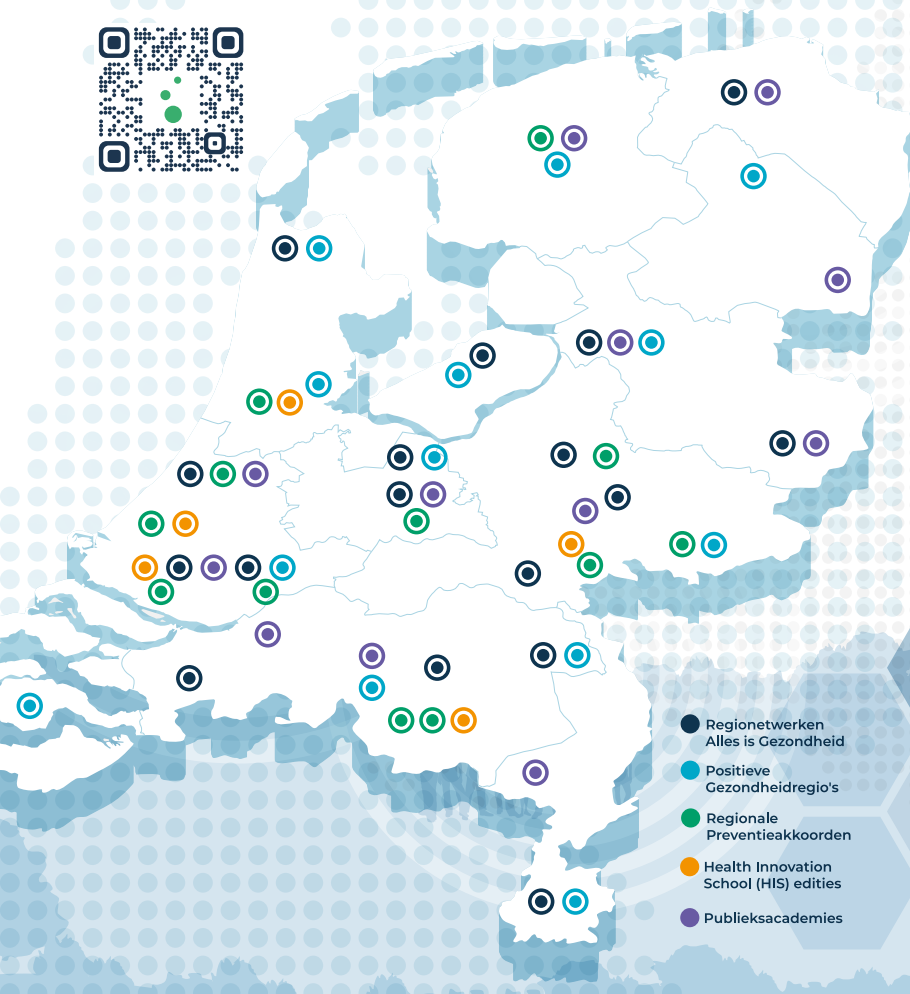 Regionetwerken
Alles is Gezondheid
Positieve
Gezondheidregio's
Regionale
Preventieakkoorden
Health Innovation
School (HIS) edities
Publieksacademies